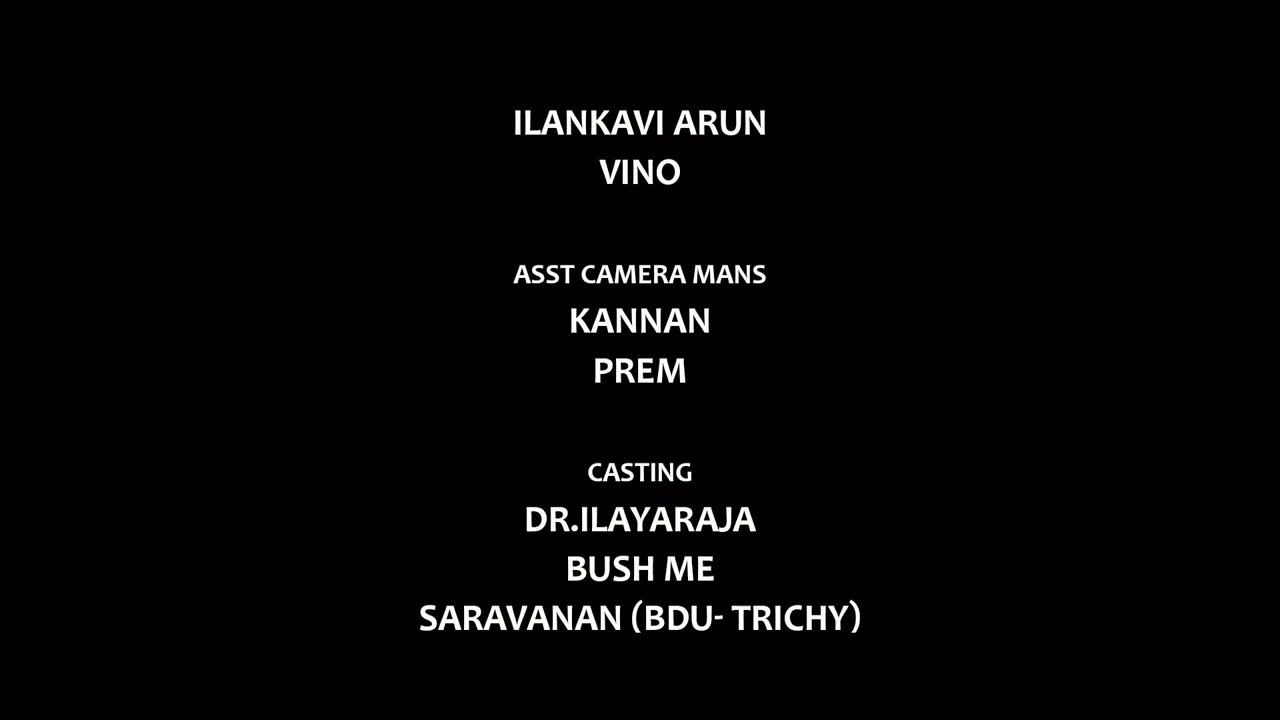 ILANKAVI ARUN
VINO
ASST CAMERA MANS
KANNAN
PREM
CASTING
DR.ILAYARAJA
BUSH ME
SARAVANAN (BDU- TRICHY)